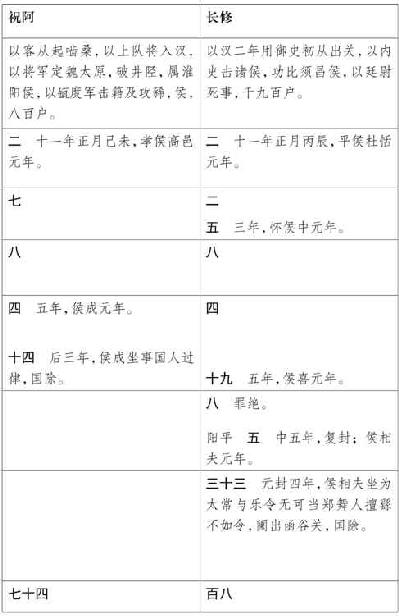 祝阿
以客从起啮桑，以上队将入汉，
以将军定魏太原，破井陉，属淮
阳侯，以缻度军击籍及攻豨，侯，
八百户。
二　十一年正月己未，孝侯高邑
元年。
七
八
四　五年，侯成元年。
十四　后三年，侯成坐事国人过
律，国除。
七十四
长修
以汉二年用御史初从出关，以内
史击诸侯，功比须昌侯，以廷尉
死事，千九百户。
二　十一年正月丙辰，平侯杜恬
元年。
二
五　三年，怀侯中元年。
八
四
十九　五年，侯喜元年。
八　罪绝。
阳平　五　中五年，复封；侯相
夫元年。
三十三　元封四年，侯相夫坐为
太常与乐令无可当郑舞人擅繇
不如令，阑出函谷关，国除。
百八